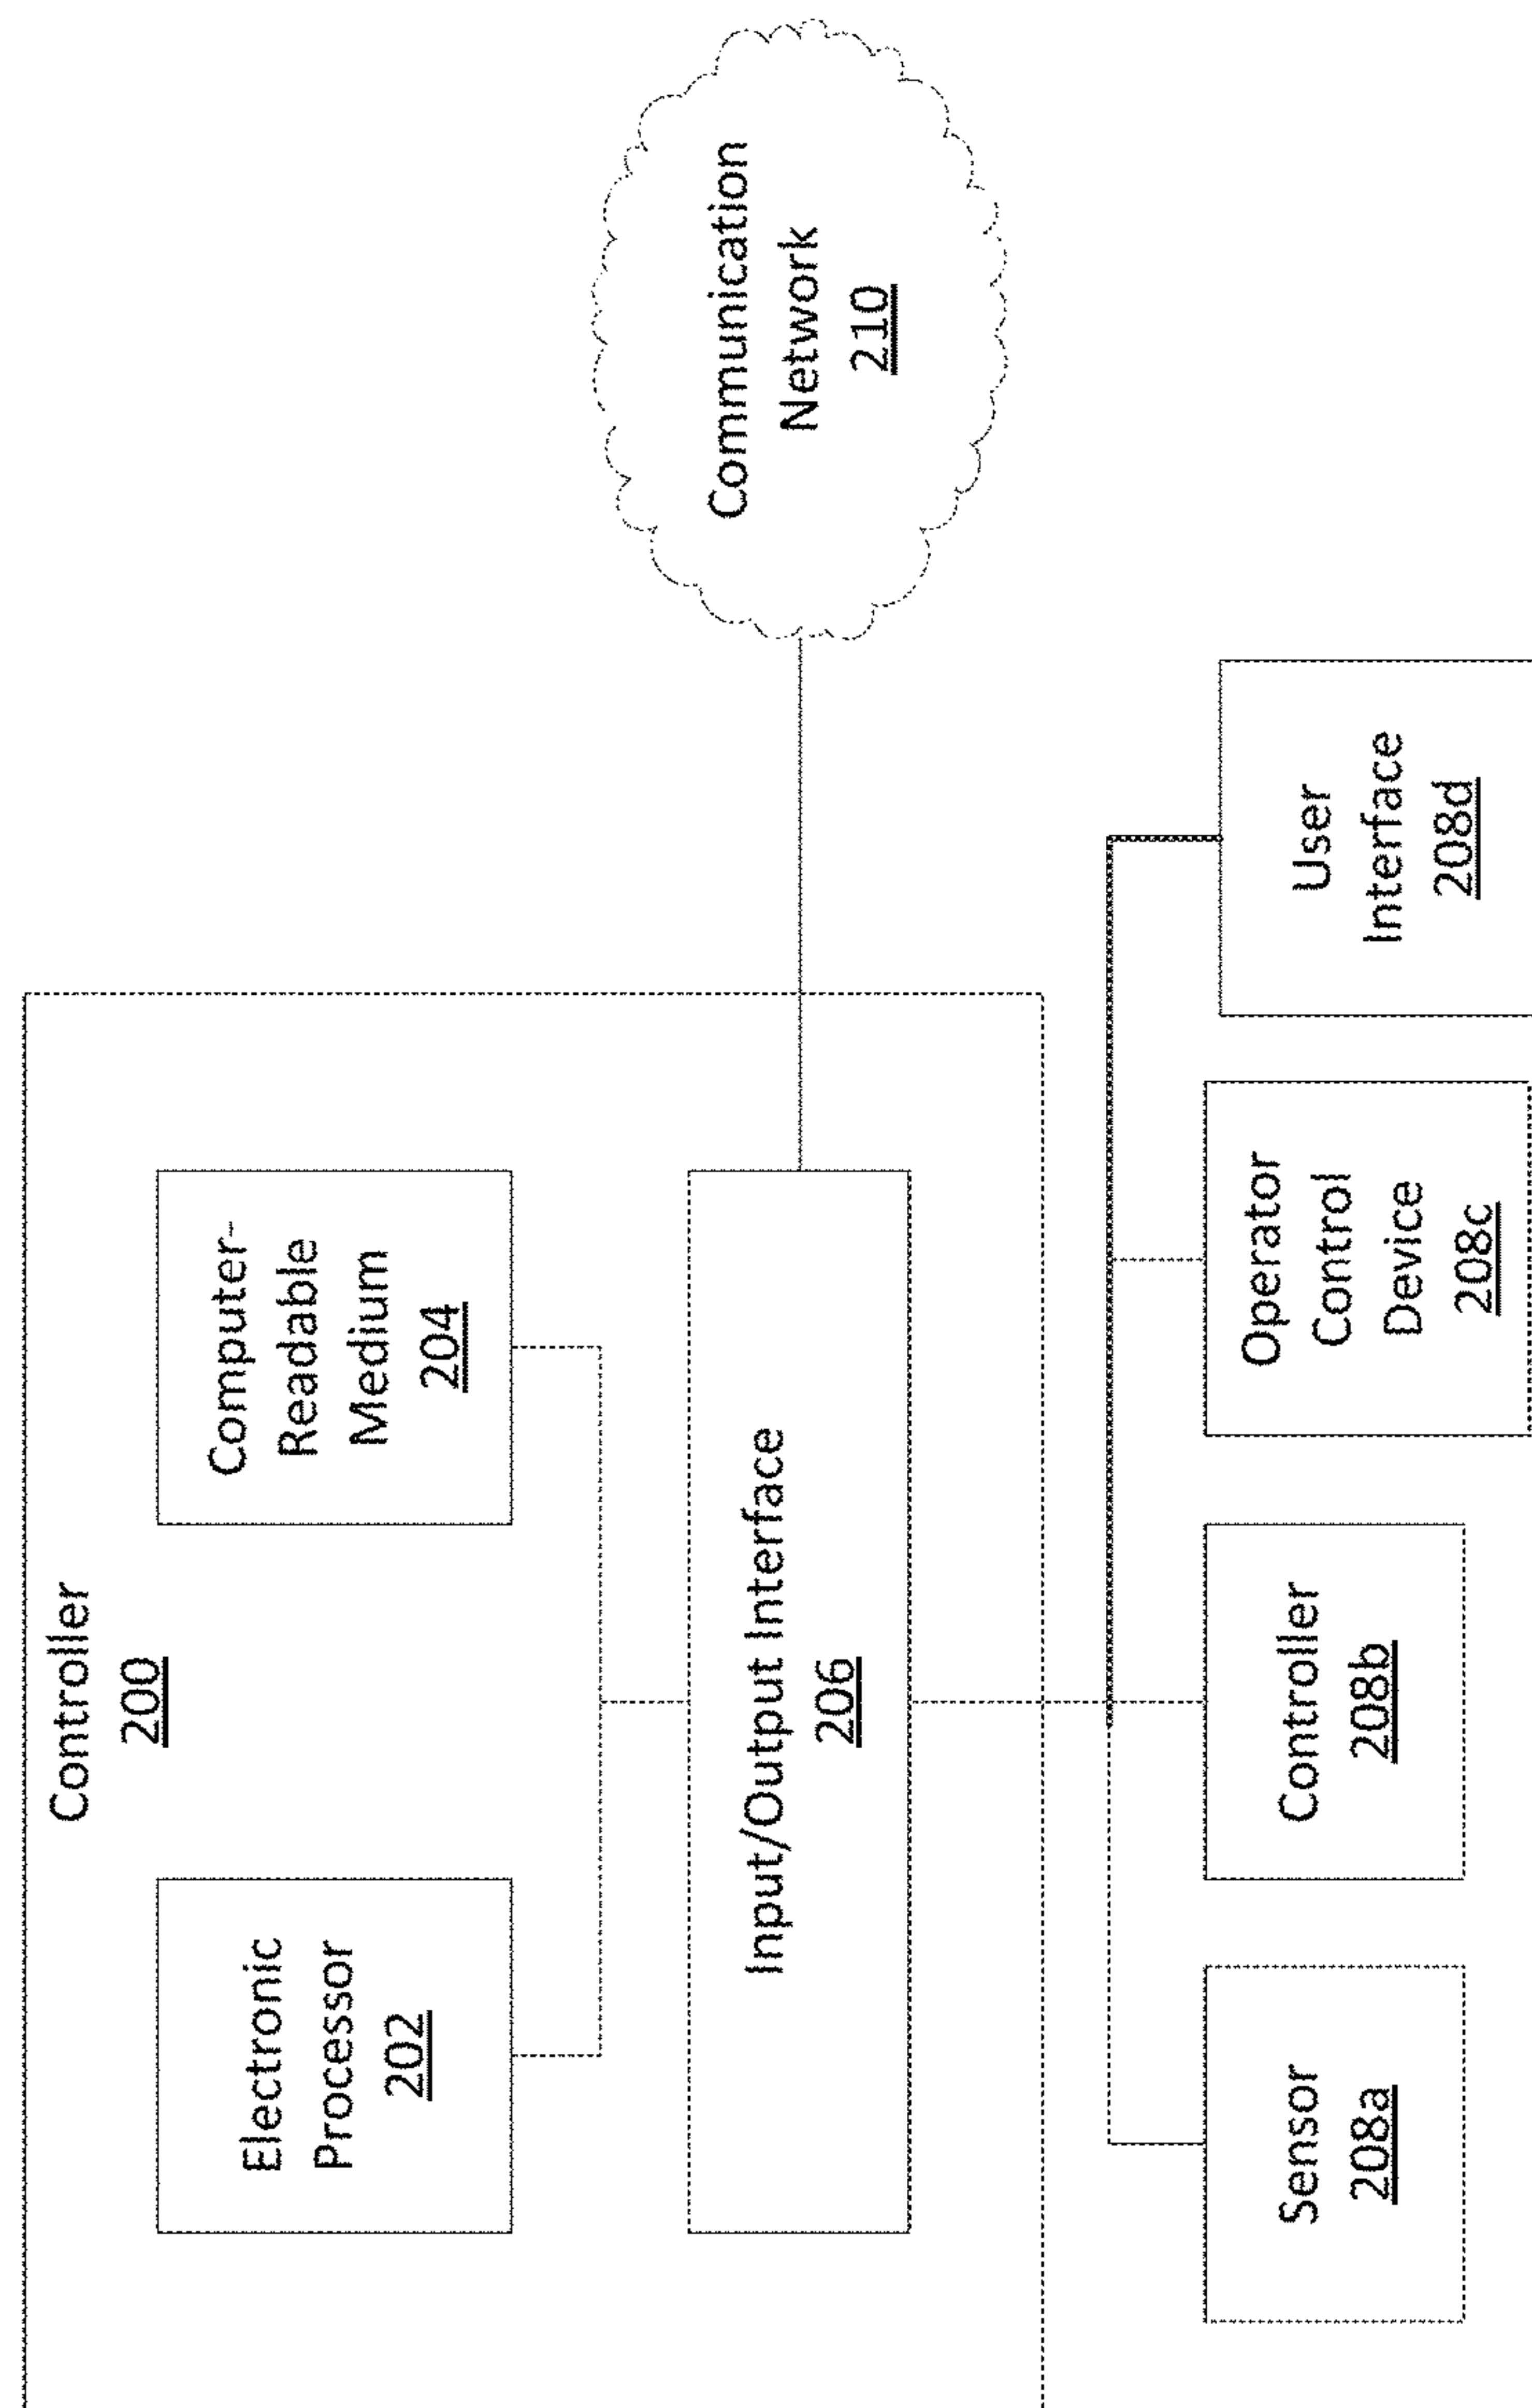 Controller
200
Electronic
Processor
202
Computer-
Readable
Medium
204
Input/Output Interface
206
Communication
Network
210
Sensor
208a
Controller
208b
Operator
Control
Device
208c
User
Interface
208d